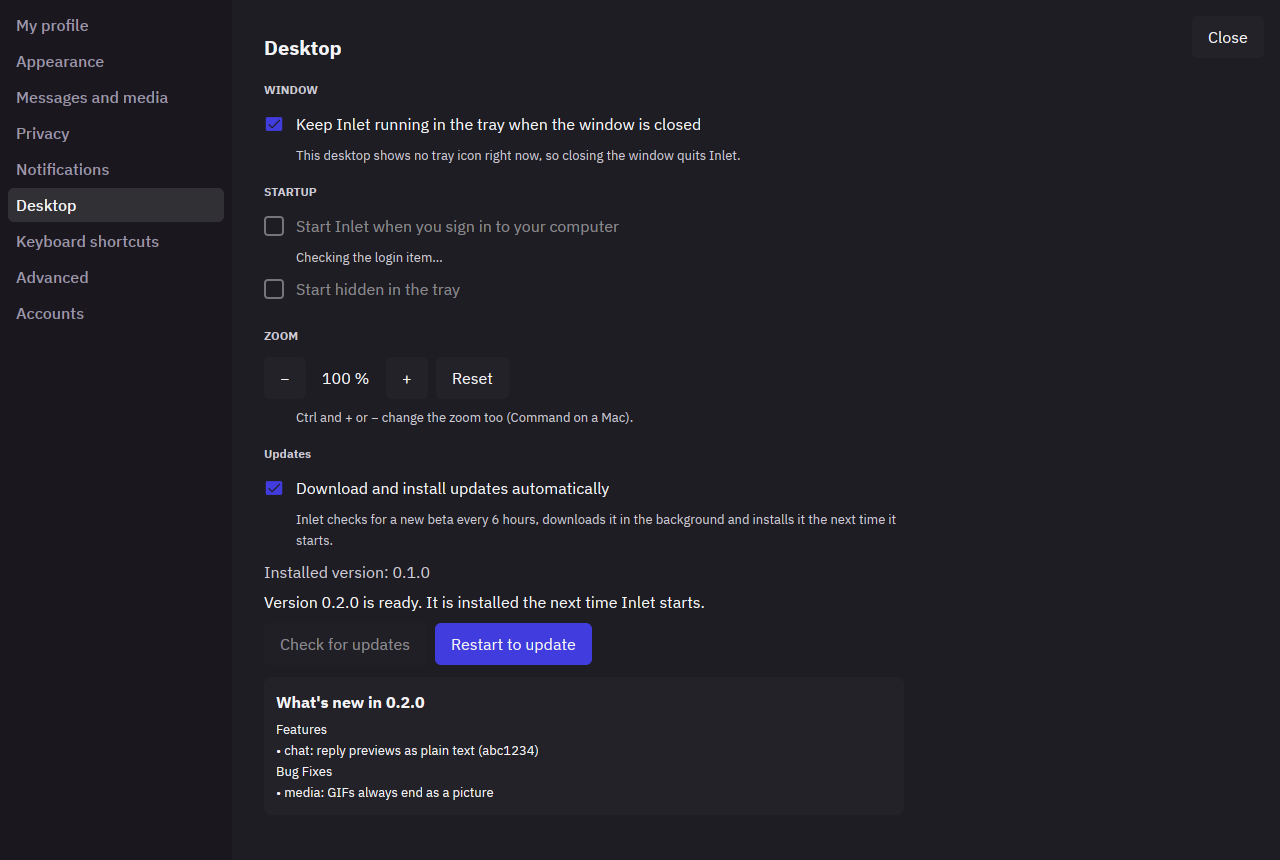 My profile
Appearance
Messages and media
Privacy
Notifications
Desktop
Keyboard shortcuts
Advanced
Accounts
Desktop
Close
WINDOW
Keep Inlet running in the tray when the window is closed
This desktop shows no tray icon right now, so closing the window quits Inlet.
STARTUP
Start Inlet when you sign in to your computer
Checking the login item…
Start hidden in the tray
ZOOM
− 100 % + Reset
Ctrl and + or − change the zoom too (Command on a Mac).
Updates
Download and install updates automatically
Inlet checks for a new beta every 6 hours, downloads it in the background and installs it the next time it
starts.
Installed version: 0.1.0
Version 0.2.0 is ready. It is installed the next time Inlet starts.
Check for updates Restart to update
What's new in 0.2.0
Features
• chat: reply previews as plain text (abc1234)
Bug Fixes
• media: GIFs always end as a picture